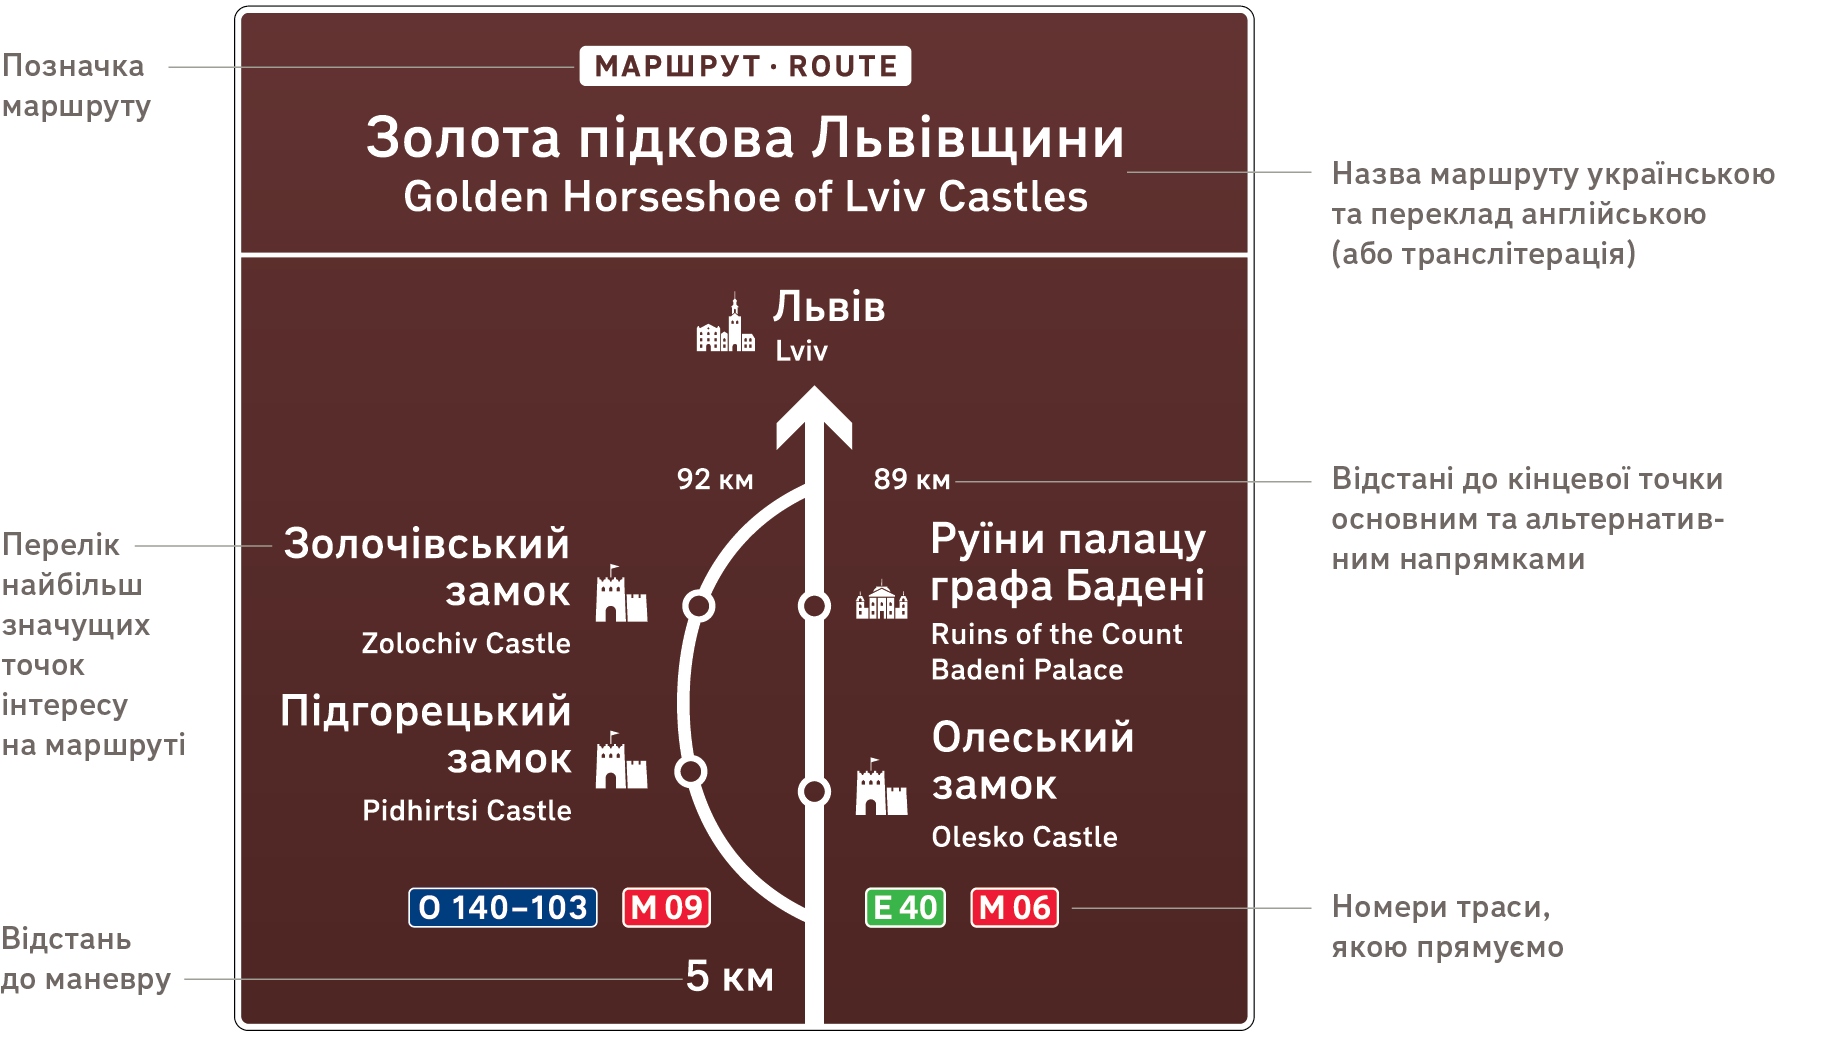 Позначка
маршруту
МАРШРУТ · ROUTE
Золота підкова Львівщини
Golden Horseshoe of Lviv Castles
Назва маршруту українською
та переклад англійською
(або транслітерація)
Львів
Lviv
92 км
89 км
Відстані до кінцевої точки
основним та альтернатив-
ним напрямками
Перелік
найбільш
значущих
точок
інтересу
на маршруті
Золочівський
замок
Zolochiv Castle
Руїни палацу
графа Бадені
Ruins of the Count
Badeni Palace
Підгорецький
замок
Pidhirtsi Castle
Олеський
замок
Olesko Castle
О 140–103
М 09
E 40
М 06
Номери траси,
якою прямуємо
Відстань
до маневру
5 км